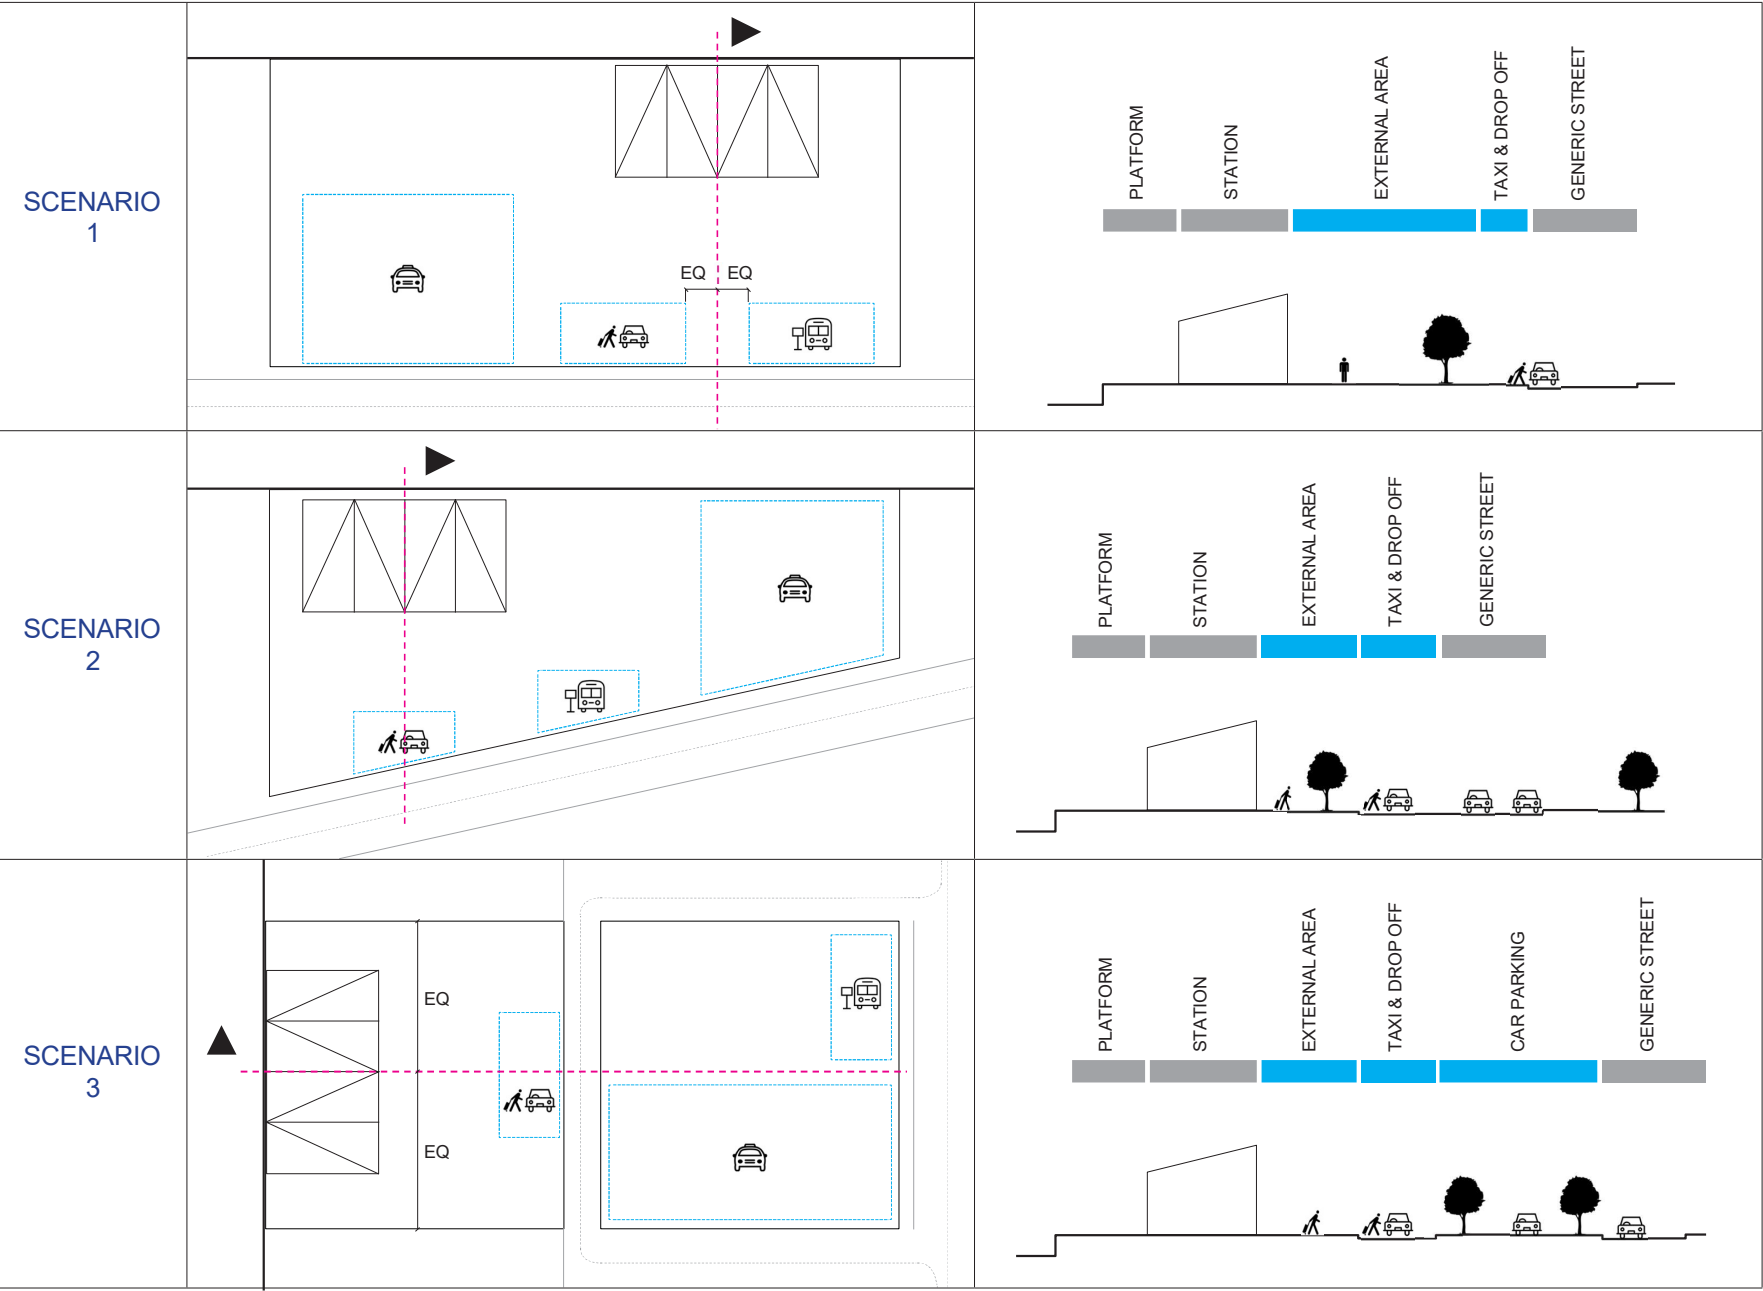 SCENARIO
1
EQ
EQ
PLATFORM
STATION
EXTERNAL AREA
TAXI & DROP OFF
GENERIC STREET
SCENARIO
2
PLATFORM
STATION
EXTERNAL AREA
TAXI & DROP OFF
GENERIC STREET
SCENARIO
3
EQ
EQ
PLATFORM
STATION
EXTERNAL AREA
TAXI & DROP OFF
CAR PARKING
GENERIC STREET